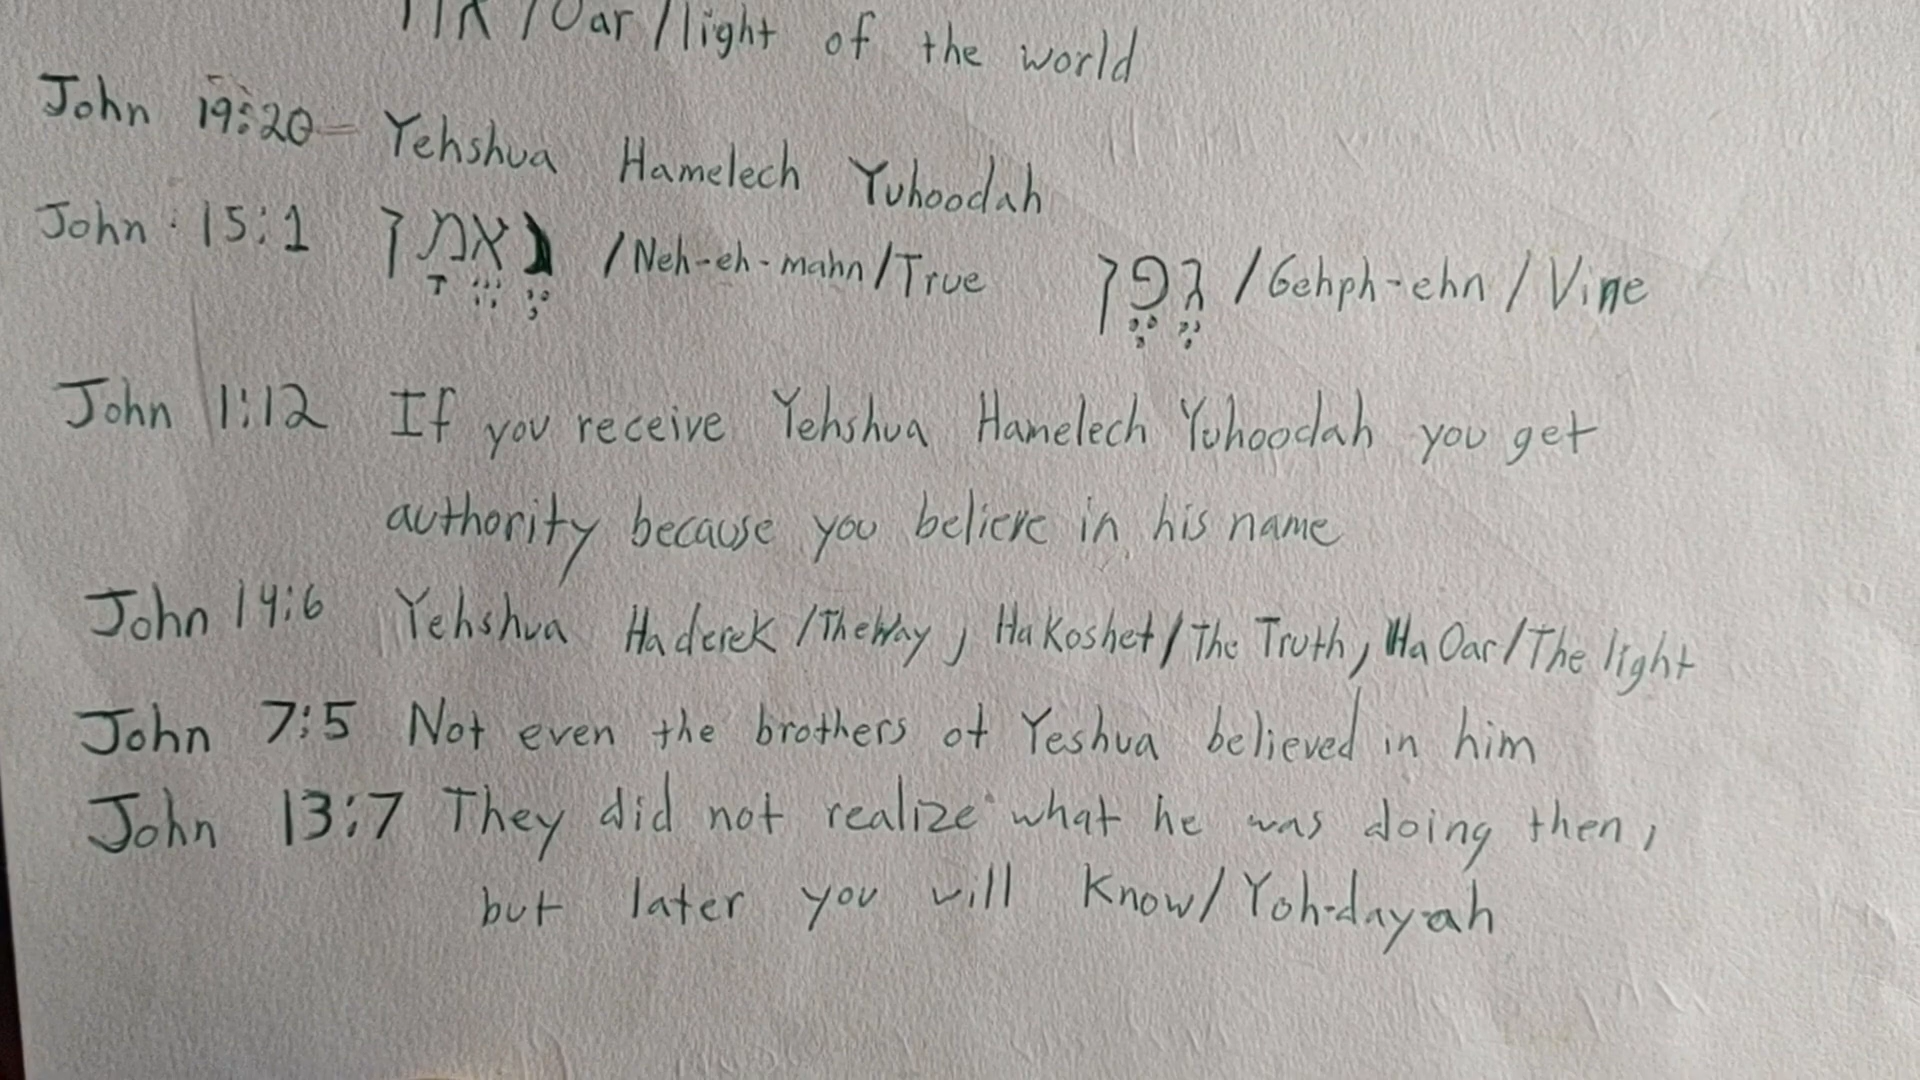 /Oar/light of the world
John 19:20 - Yehshua Hamelech Yuhoodah
John 15:1 נֶאֱמָן /Neh-eh-mahn/True גֶפֶן /Gehph-ehn/Vine
John 1:12 If you receive Yehshua Hamelech Yuhoodah you get
authority because you believe in his name
John 14:6 Yehshua Haderek/The Way, Ha Koshet/The Truth, Ha Oar/The light
John 7:5 Not even the brothers of Yeshua believed in him
John 13:7 They did not realize what he was doing then,
but later you will know/Yoh-day-ah